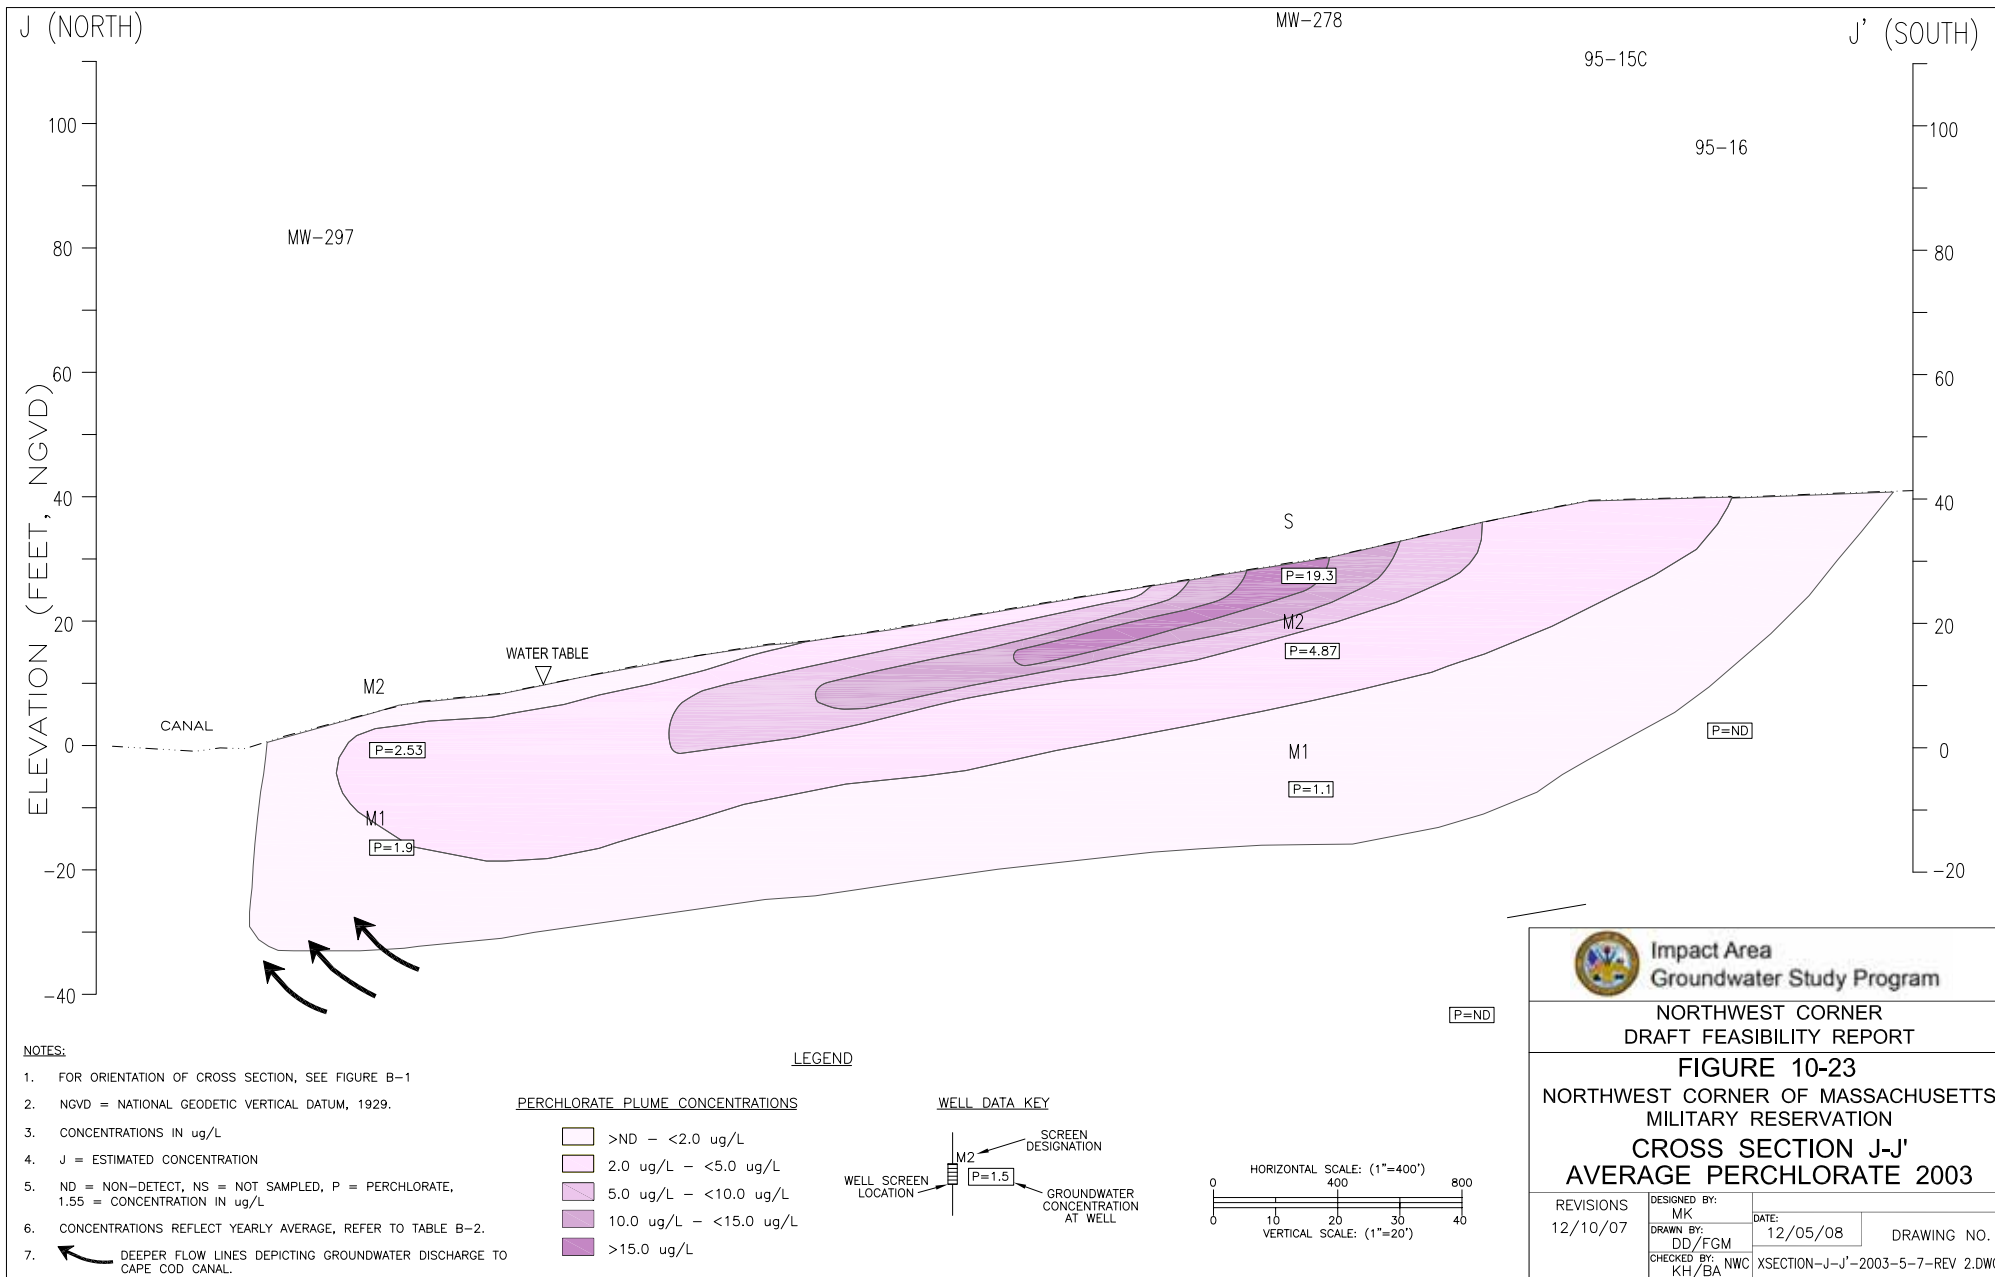 J (NORTH)
MW-278
J' (SOUTH)
95-15C
95-16
MW-297
100
80
60
40
20
0
-20
-40
ELEVATION (FEET, NGVD)
100
80
60
40
20
0
-20
S
P=19.3
M2
P=4.87
M1
P=1.1
P=ND
P=ND
WATER TABLE
CANAL
M2
P=2.53
M1
P=1.9
NOTES:
1. FOR ORIENTATION OF CROSS SECTION, SEE FIGURE B-1
2. NGVD = NATIONAL GEODETIC VERTICAL DATUM, 1929.
3. CONCENTRATIONS IN ug/L
4. J = ESTIMATED CONCENTRATION
5. ND = NON-DETECT, NS = NOT SAMPLED, P = PERCHLORATE,
1.55 = CONCENTRATION IN ug/L
6. CONCENTRATIONS REFLECT YEARLY AVERAGE, REFER TO TABLE B-2.
7. DEEPER FLOW LINES DEPICTING GROUNDWATER DISCHARGE TO
CAPE COD CANAL.
LEGEND
PERCHLORATE PLUME CONCENTRATIONS
>ND - <2.0 ug/L
2.0 ug/L - <5.0 ug/L
5.0 ug/L - <10.0 ug/L
10.0 ug/L - <15.0 ug/L
>15.0 ug/L
WELL DATA KEY
SCREEN
DESIGNATION
M2
P=1.5
WELL SCREEN
LOCATION
GROUNDWATER
CONCENTRATION
AT WELL
HORIZONTAL SCALE: (1"=400')
0 400 800
0 10 20 30 40
VERTICAL SCALE: (1"=20')
Impact Area
Groundwater Study Program
NORTHWEST CORNER
DRAFT FEASIBILITY REPORT
FIGURE 10-23
NORTHWEST CORNER OF MASSACHUSETTS
MILITARY RESERVATION
CROSS SECTION J-J'
AVERAGE PERCHLORATE 2003
REVISIONS
12/10/07
DESIGNED BY:
MK
DRAWN BY:
DD/FGM
CHECKED BY:
KH/BA
NWC
DATE:
12/05/08
DRAWING NO.
XSECTION-J-J'-2003-5-7-REV 2.DWG